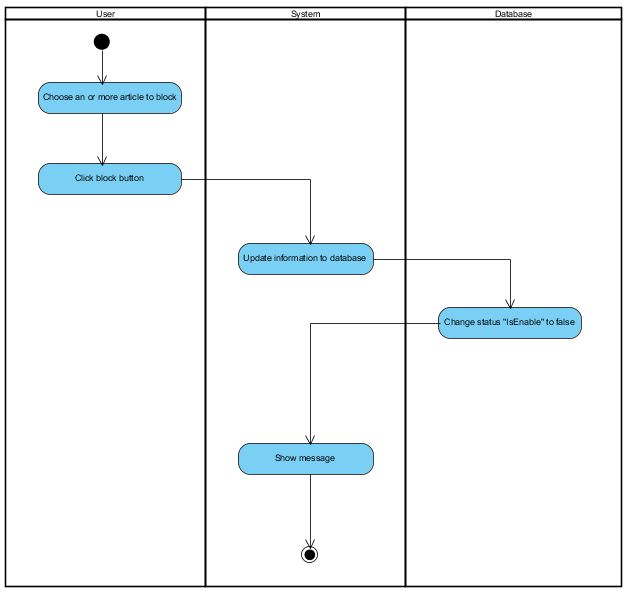 User
System
Database
Choose an or more article to block
Click block button
Update information to database
Change status "IsEnable" to false
Show message